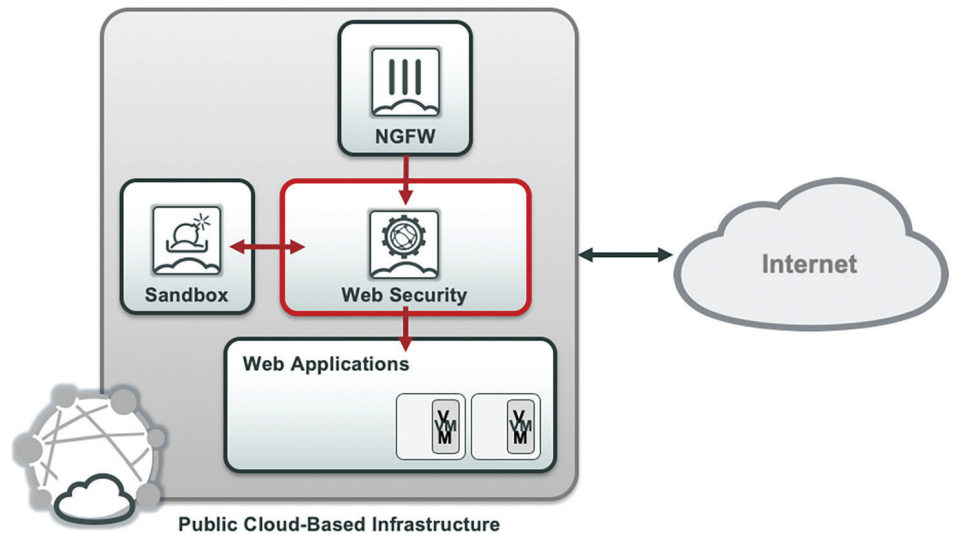 NGFW
Sandbox
Web Security
Internet
Web Applications
V
VM
M
V
VM
M
Public Cloud-Based Infrastructure